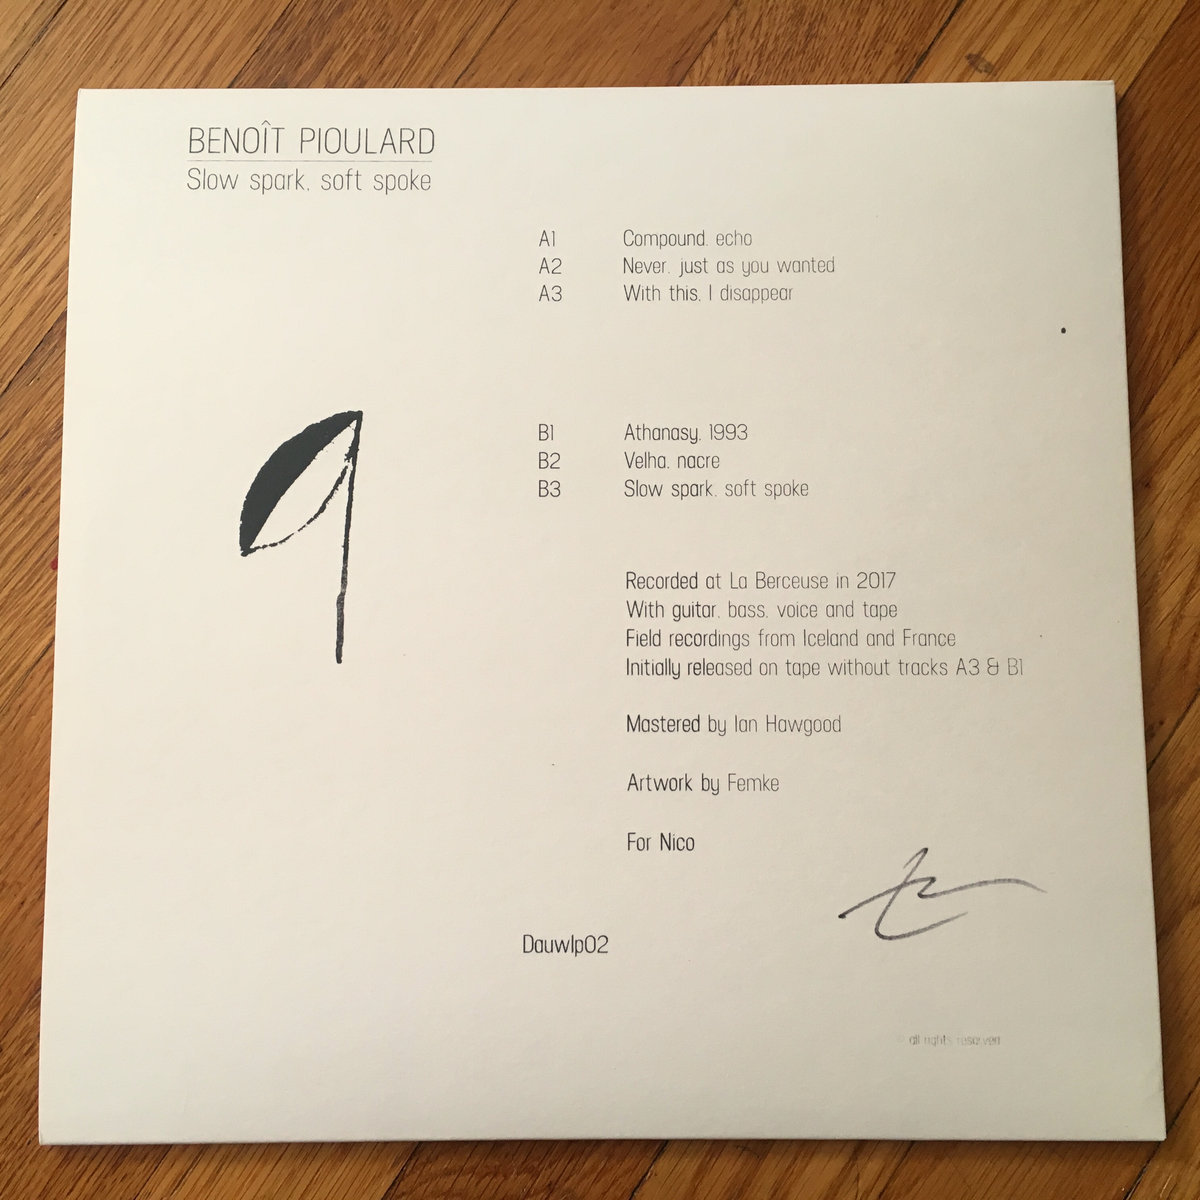 BENOÎT PIOULARD
Slow spark, soft spoke
A1 Compound, echo
A2 Never, just as you wanted
A3 With this, I disappear
B1 Athanasy, 1993
B2 Velha, nacre
B3 Slow spark, soft spoke
Recorded at La Berceuse in 2017
With guitar, bass, voice and tape
Field recordings from Iceland and France
Initially released on tape without tracks A3 & B1
Mastered by Ian Hawgood
Artwork by Femke
For Nico
Dauwlp02
© all rights reserved